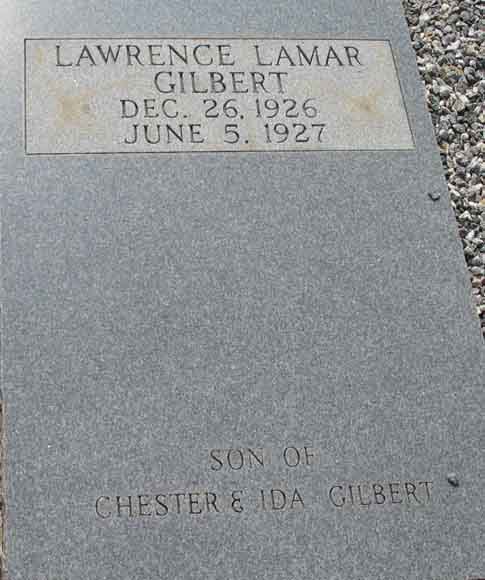 LAWRENCE LAMAR
GILBERT
DEC. 26, 1926
JUNE 5, 1927
SON OF
CHESTER & IDA GILBERT